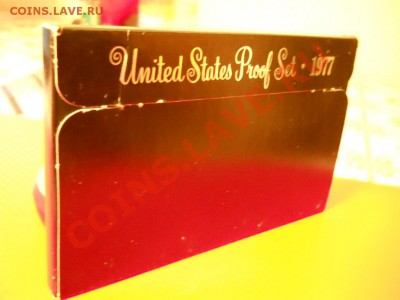 COINS.LAVE.RU
United States Proof Set · 1977
COINS.LAVE.RU